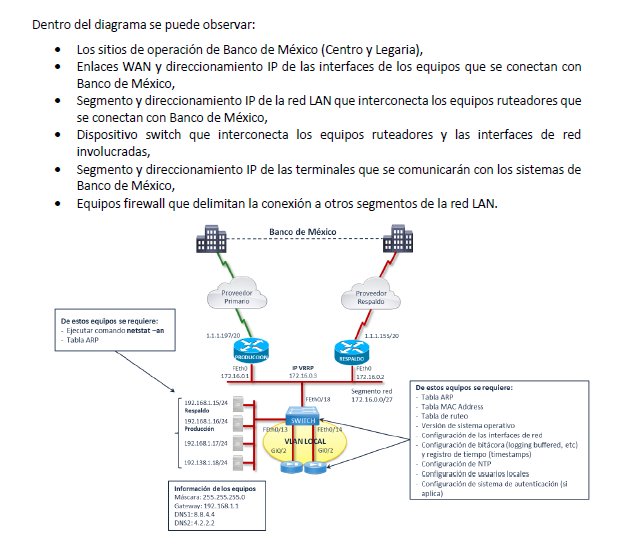 Dentro del diagrama se puede observar:
• Los sitios de operación de Banco de México (Centro y Legaria),
• Enlaces WAN y direccionamiento IP de las interfaces de los equipos que se conectan con
Banco de México,
• Segmento y direccionamiento IP de la red LAN que interconecta los equipos ruteadores que
se conectan con Banco de México,
• Dispositivo switch que interconecta los equipos ruteadores y las interfaces de red
involucradas,
• Segmento y direccionamiento IP de las terminales que se comunicarán con los sistemas de
Banco de México,
• Equipos firewall que delimitan la conexión a otros segmentos de la red LAN.
Banco de México
Proveedor
Primario
Proveedor
Respaldo
De estos equipos se requiere:
- Ejecutar comando netstat –an
- Tabla ARP
1.1.1.197/20
1.1.1.155/20
PRODUCCION
RESPALDO
FEth0
172.16.0.1
IP VRRP
172.16.0.3
FEth0
172.16.0.2
Segmento red
172.16.0.0/27
192.168.1.15/24
Respaldo
192.168.1.16/24
Producción
192.168.1.17/24
192.138.1.18/24
FEth0/18
SWITCH
FEth0/13
FEth0/14
VLAN LOCAL
Gi0/2
Gi0/2
De estos equipos se requiere:
- Tabla ARP
- Tabla MAC Address
- Tabla de ruteo
- Versión de sistema operativo
- Configuración de las interfaces de red
- Configuración de bitácora (logging buffered, etc)
y registro de tiempo (timestamps)
- Configuración de NTP
- Configuración de usuarios locales
- Configuración de sistema de autenticación (si
aplica)
Información de los equipos
Máscara: 255.255.255.0
Gateway: 192.168.1.1
DNS1: 8.8.4.4
DNS2: 4.2.2.2